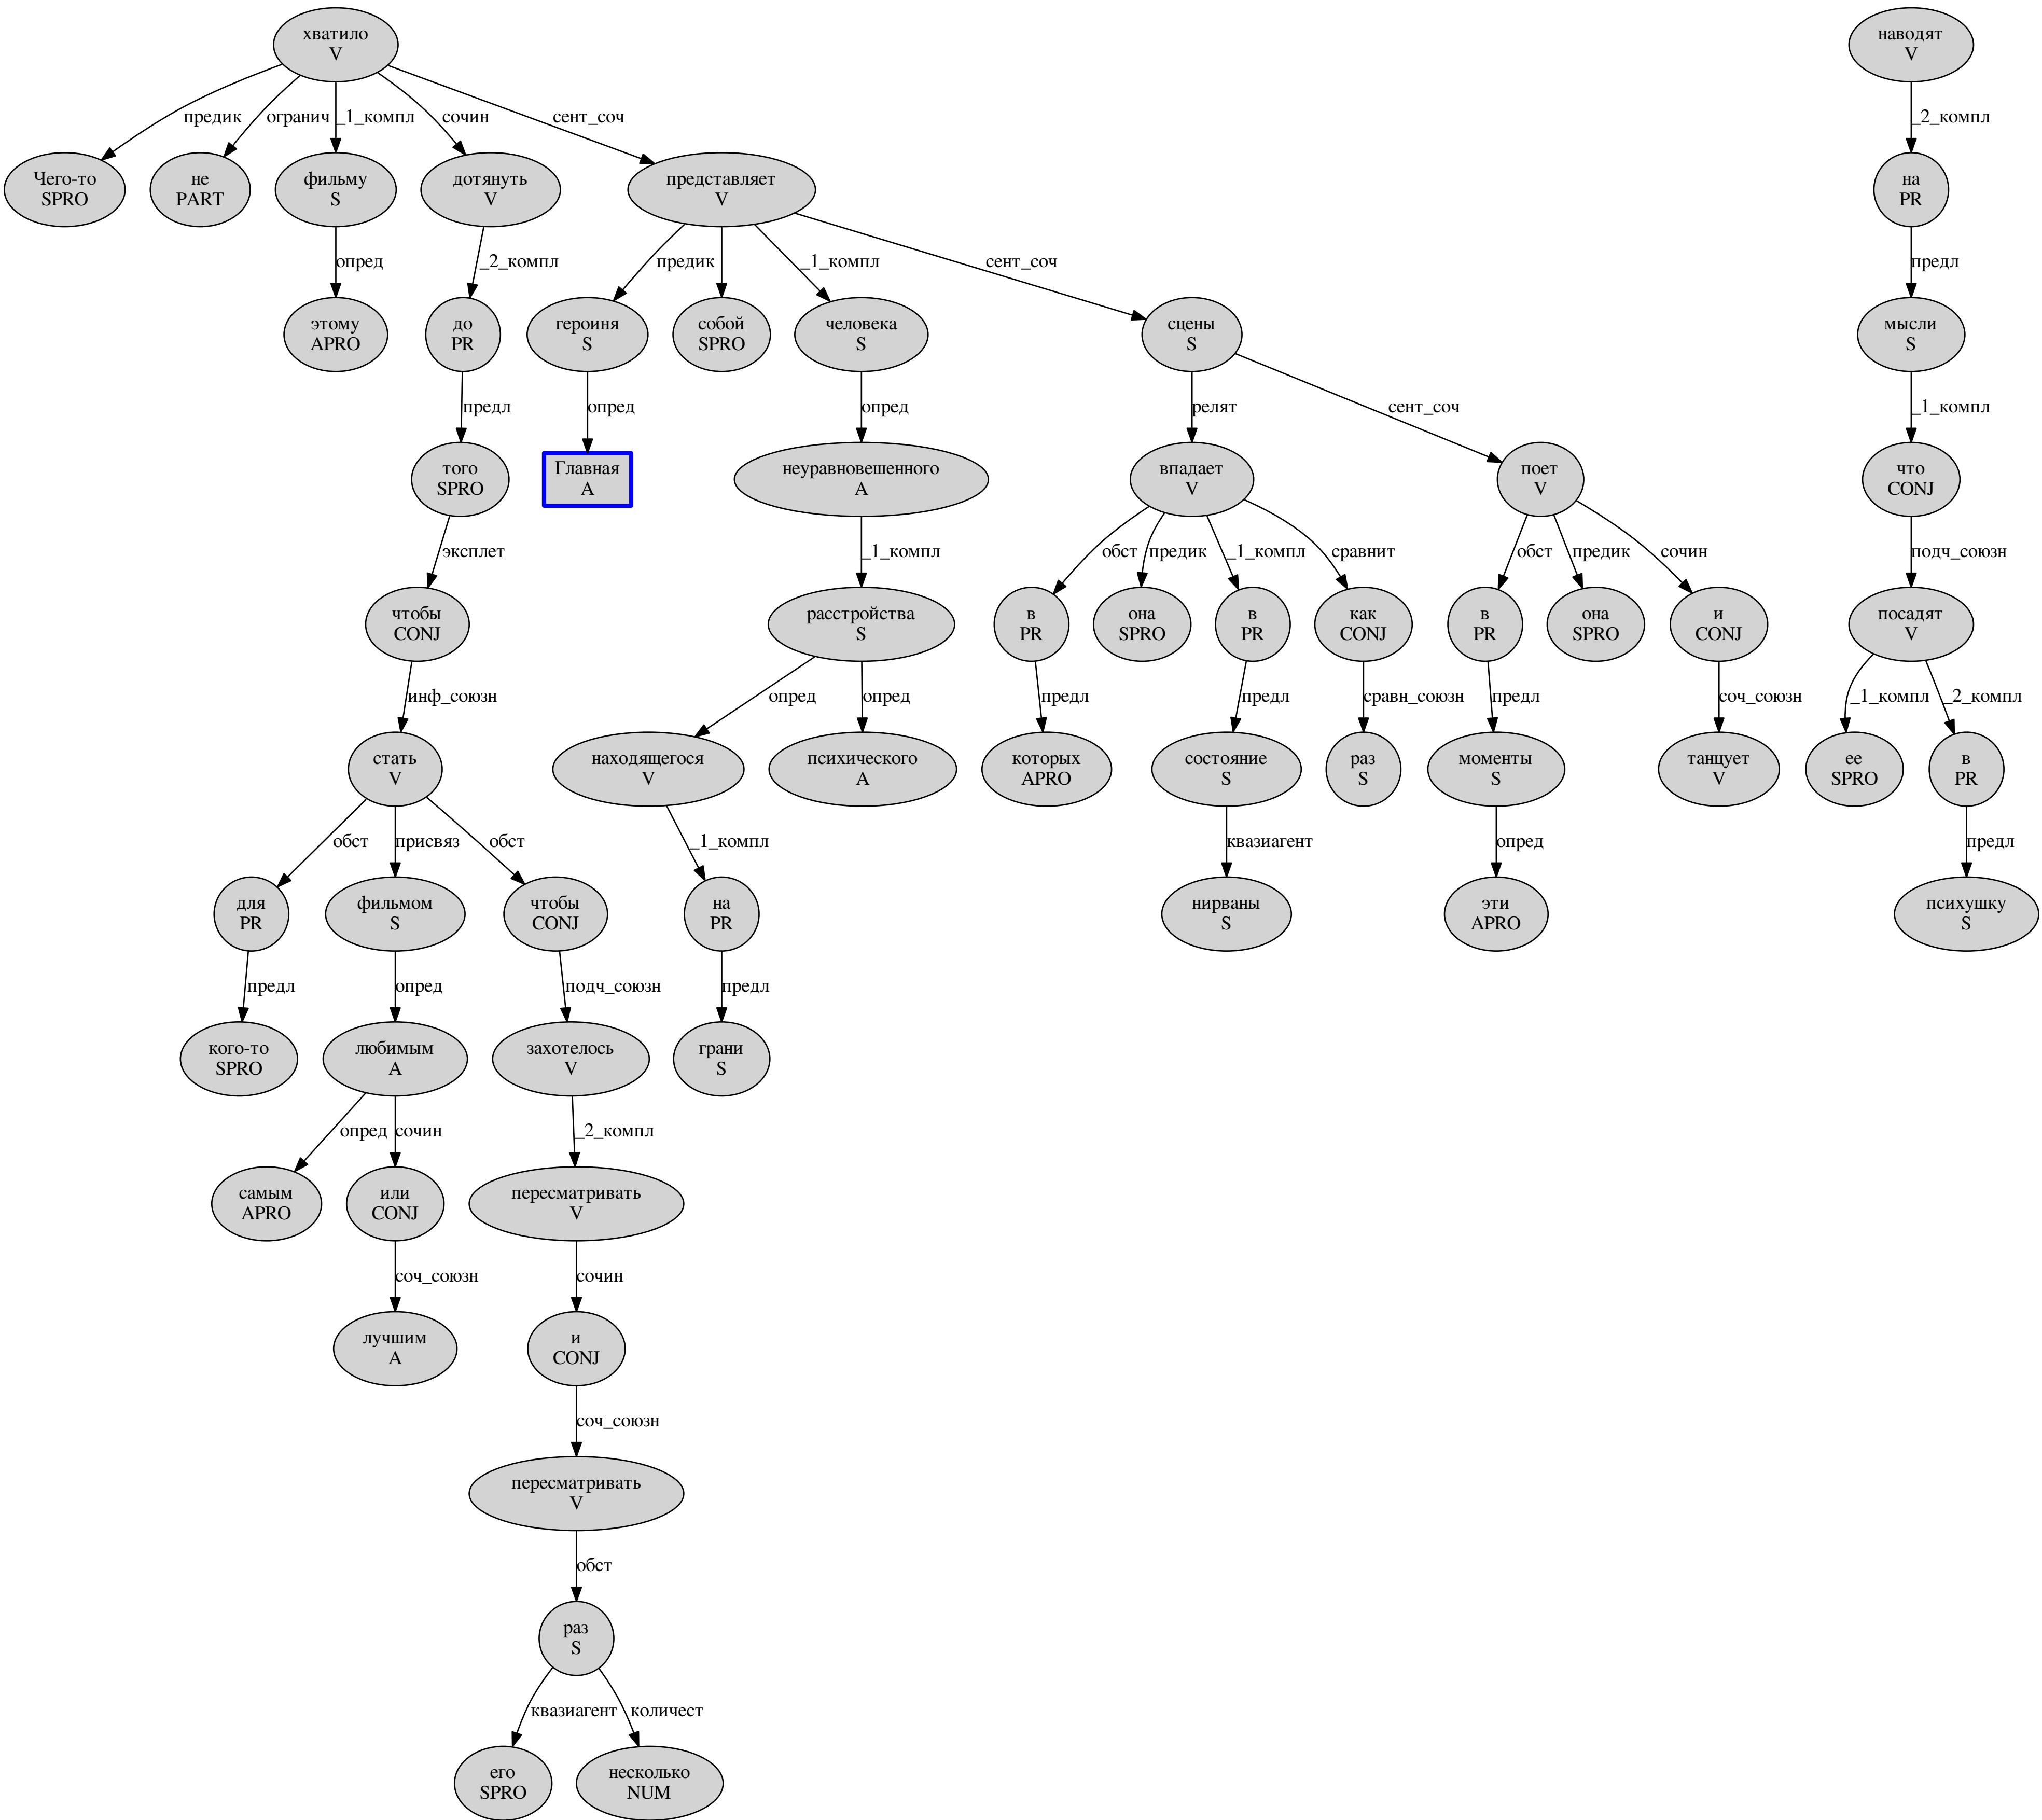 хватило
V
наводят
V
предик
огранич
_1_компл
сочин
сент_соч
_2_компл
Чего-то
SPRO
не
PART
фильму
S
дотянуть
V
представляет
V
на
PR
опред
_2_компл
предик
_1_компл
сент_соч
предл
этому
APRO
до
PR
героиня
S
собой
SPRO
человека
S
сцены
S
мысли
S
предл
опред
опред
релят
сент_соч
_1_компл
того
SPRO
Главная
A
неуравновешенного
A
впадает
V
поет
V
что
CONJ
эксплет
_1_компл
обст
предик
_1_компл
сравнит
обст
предик
сочин
подч_союзн
чтобы
CONJ
расстройства
S
в
PR
она
SPRO
в
PR
как
CONJ
в
PR
она
SPRO
и
CONJ
посадят
V
инф_союзн
опред
опред
предл
предл
сравн_союзн
предл
соч_союзн
_1_компл
_2_компл
стать
V
находящегося
V
психического
A
которых
APRO
состояние
S
раз
S
моменты
S
танцует
V
ее
SPRO
в
PR
обст
присвяз
обст
_1_компл
квазиагент
опред
предл
для
PR
фильмом
S
чтобы
CONJ
на
PR
нирваны
S
эти
APRO
психушку
S
предл
опред
подч_союзн
предл
кого-то
SPRO
любимым
A
захотелось
V
грани
S
опред
сочин
_2_компл
самым
APRO
или
CONJ
пересматривать
V
соч_союзн
сочин
лучшим
A
и
CONJ
соч_союзн
пересматривать
V
обст
раз
S
квазиагент
количест
его
SPRO
несколько
NUM